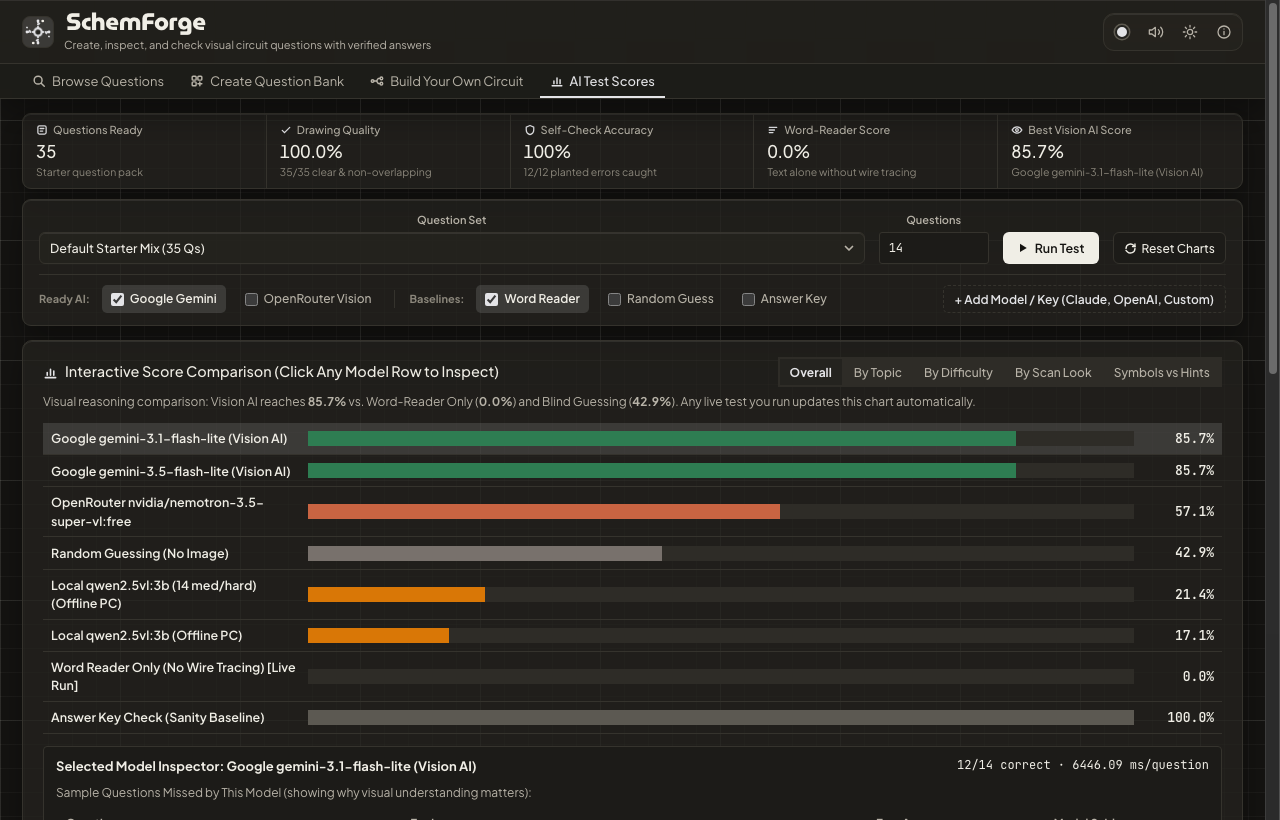 SchemForge
Create, inspect, and check visual circuit questions with verified answers
Browse Questions
Create Question Bank
Build Your Own Circuit
AI Test Scores
Questions Ready
35
Starter question pack
Drawing Quality
100.0%
35/35 clear & non-overlapping
Self-Check Accuracy
100%
12/12 planted errors caught
Word-Reader Score
0.0%
Text alone without wire tracing
Best Vision AI Score
85.7%
Google gemini-3.1-flash-lite (Vision AI)
Question Set
Default Starter Mix (35 Qs)
Questions
14
Run Test
Reset Charts
Ready AI:
Google Gemini
OpenRouter Vision
Baselines:
Word Reader
Random Guess
Answer Key
+ Add Model / Key (Claude, OpenAI, Custom)
Interactive Score Comparison (Click Any Model Row to Inspect)
Overall
By Topic
By Difficulty
By Scan Look
Symbols vs Hints
Visual reasoning comparison: Vision AI reaches 85.7% vs. Word-Reader Only (0.0%) and Blind Guessing (42.9%). Any live test you run updates this chart automatically.
Google gemini-3.1-flash-lite (Vision AI)
85.7%
Google gemini-3.5-flash-lite (Vision AI)
85.7%
OpenRouter nvidia/nemotron-3.5-
super-vl:free
57.1%
Random Guessing (No Image)
42.9%
Local qwen2.5vl:3b (14 med/hard)
(Offline PC)
21.4%
Local qwen2.5vl:3b (Offline PC)
17.1%
Word Reader Only (No Wire Tracing) [Live
Run]
0.0%
Answer Key Check (Sanity Baseline)
100.0%
Selected Model Inspector: Google gemini-3.1-flash-lite (Vision AI)
12/14 correct · 6446.09 ms/question
Sample Questions Missed by This Model (showing why visual understanding matters):